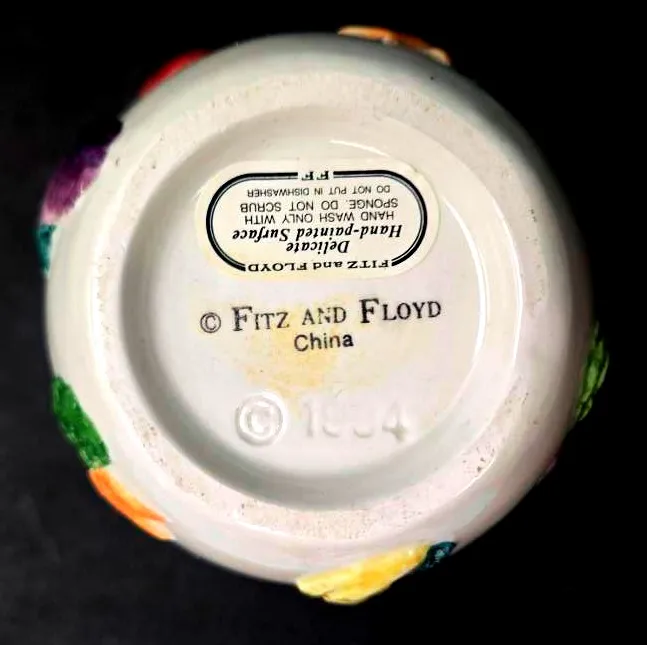 FITZ and FLOYD
Delicate
Hand-painted Surface
HAND WASH ONLY WITH
SPONGE. DO NOT SCRUB
DO NOT PUT IN DISHWASHER
FF
© FITZ AND FLOYD
China
©